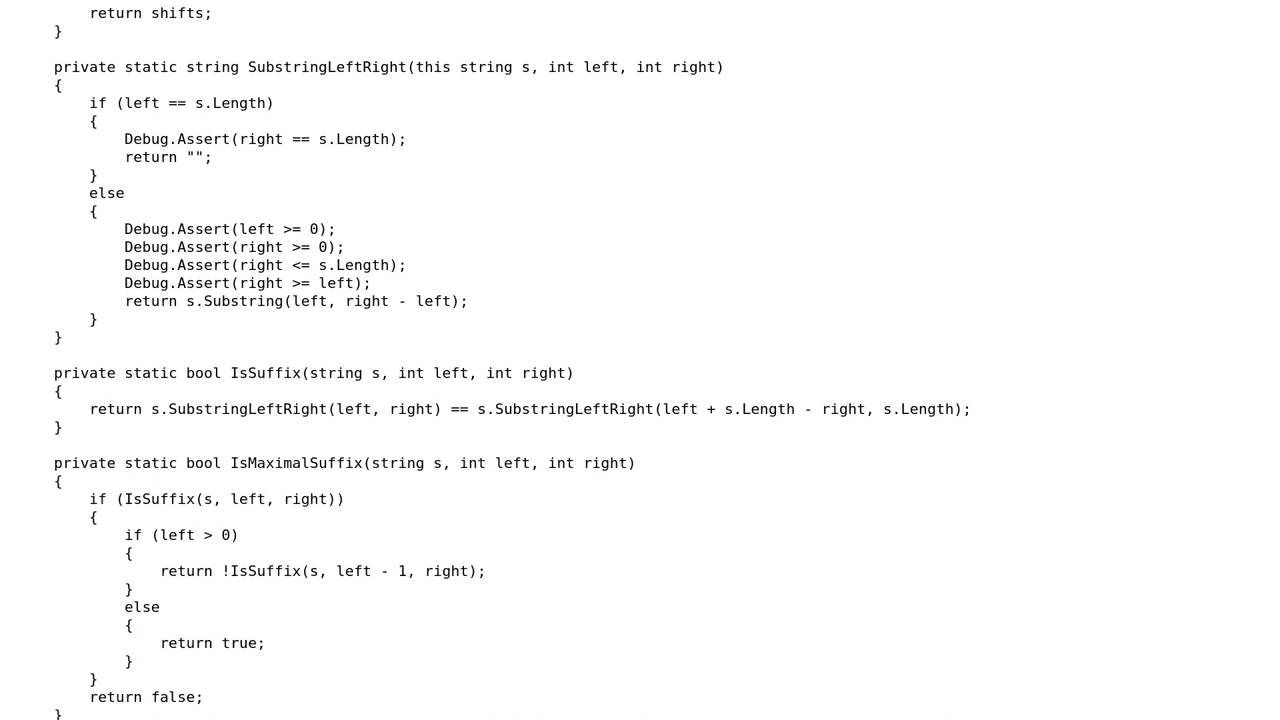 return shifts;
}

private static string SubstringLeftRight(this string s, int left, int right)
{
    if (left == s.Length)
    {
        Debug.Assert(right == s.Length);
        return "";
    }
    else
    {
        Debug.Assert(left >= 0);
        Debug.Assert(right >= 0);
        Debug.Assert(right <= s.Length);
        Debug.Assert(right >= left);
        return s.Substring(left, right - left);
    }
}

private static bool IsSuffix(string s, int left, int right)
{
    return s.SubstringLeftRight(left, right) == s.SubstringLeftRight(left + s.Length - right, s.Length);
}

private static bool IsMaximalSuffix(string s, int left, int right)
{
    if (IsSuffix(s, left, right))
    {
        if (left > 0)
        {
            return !IsSuffix(s, left - 1, right);
        }
        else
        {
            return true;
        }
    }
    return false;
}